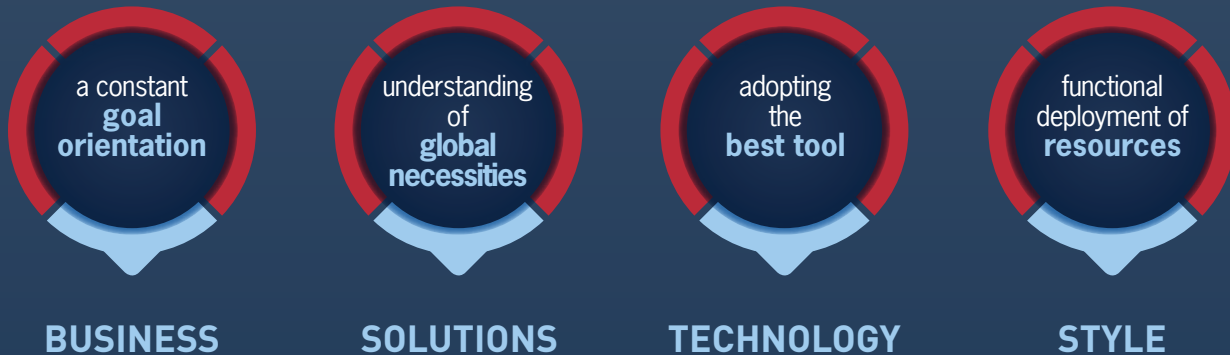 a constant
goal
orientation
understanding
of
global
necessities
adopting
the
best tool
functional
deployment of
resources
BUSINESS
SOLUTIONS
TECHNOLOGY
STYLE